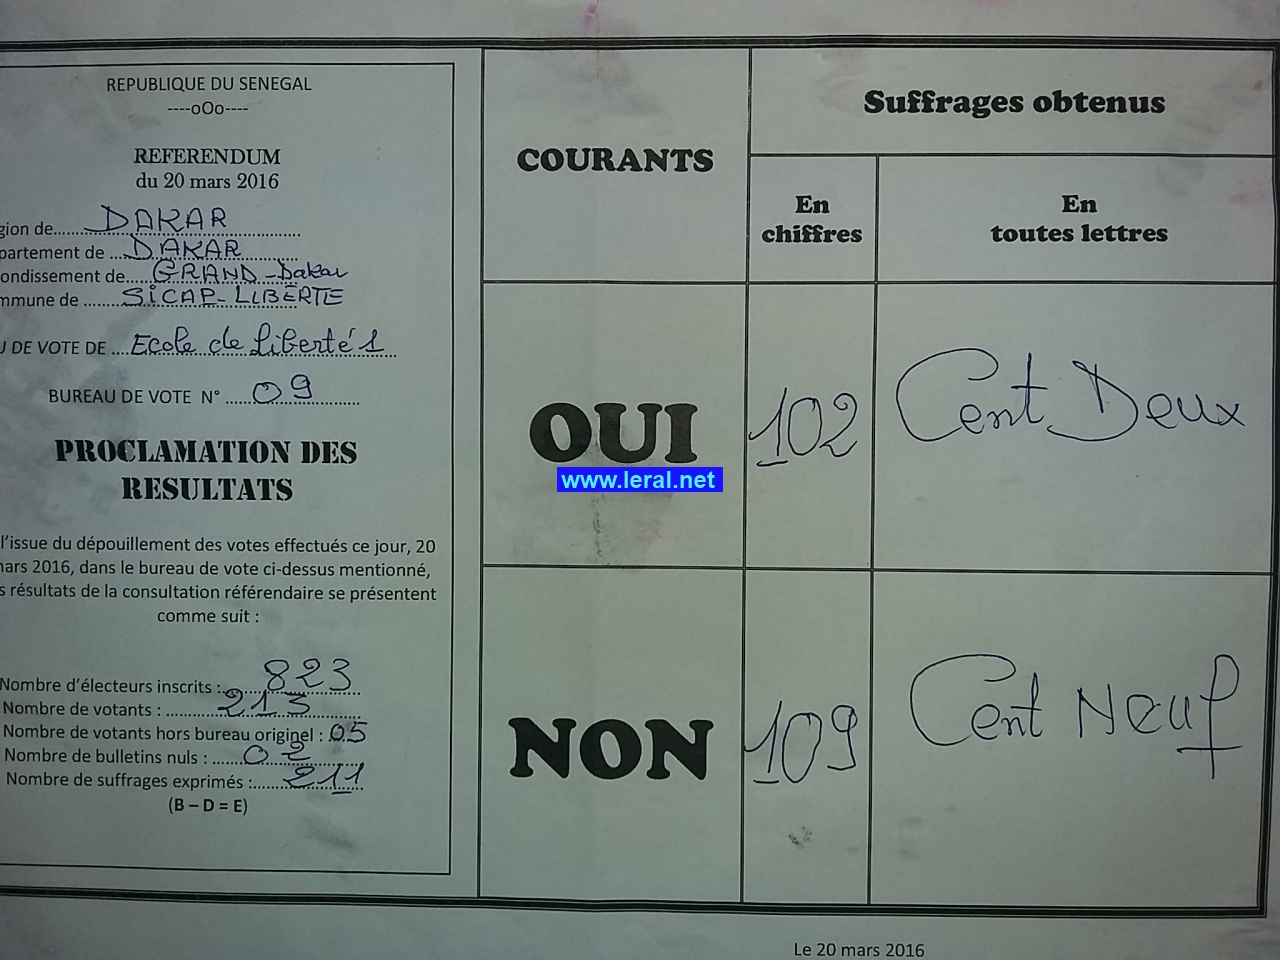 REPUBLIQUE DU SENEGAL
----oOo----
REFERENDUM
du 20 mars 2016
gion de......DAKAR
partement de ...DAKAR
ondissement de....GRAND-Dakar
mmune de .......SICAP-LIBERTE
U DE VOTE DE ....Ecole de Liberté 1
BUREAU DE VOTE N° .....09
PROCLAMATION DES
RESULTATS
l'issue du dépouillement des votes effectués ce jour, 20
mars 2016, dans le bureau de vote ci-dessus mentionné,
s résultats de la consultation référendaire se présentent
comme suit :
Nombre d'électeurs inscrits :...823
Nombre de votants : ...213
Nombre de votants hors bureau originel : 05
Nombre de bulletins nuls : ......02
Nombre de suffrages exprimés :......211
(B – D = E)
COURANTS
Suffrages obtenus
En
chiffres
En
toutes lettres
OUI
102
Cent Deux
www.leral.net
NON
109
Cent Neuf
Le 20 mars 2016